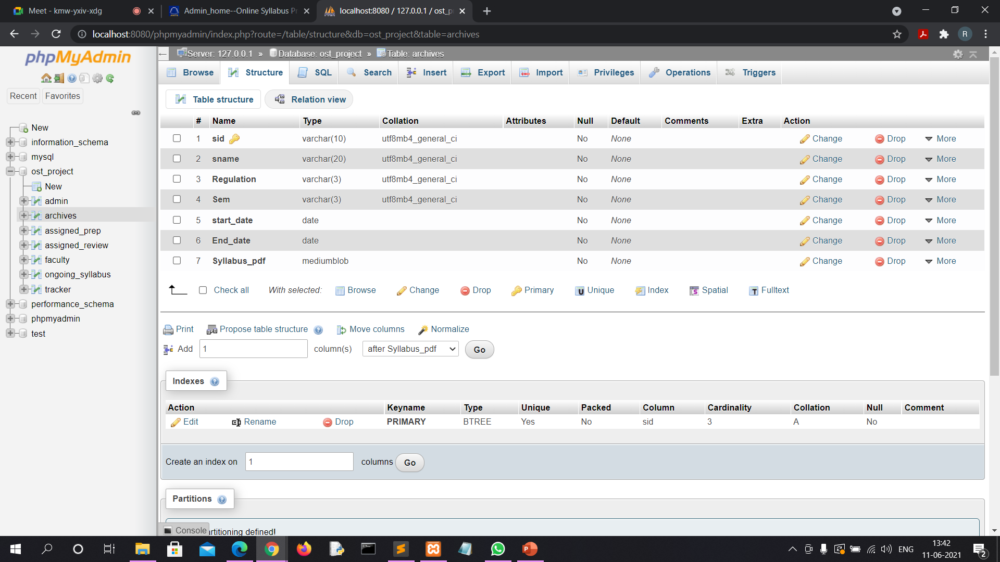 Meet - kmw-yxiv-xdg
Admin_home--Online Syllabus Pr
localhost:8080 / 127.0.0.1 / ost_p
localhost:8080/phpmyadmin/index.php?route=/table/structure&db=ost_project&table=archives
R
phpMyAdmin
Recent Favorites
New
information_schema
mysql
ost_project
New
admin
archives
assigned_prep
assigned_review
faculty
ongoing_syllabus
tracker
performance_schema
phpmyadmin
test
Server: 127.0.0.1 » Database: ost_project » Table: archives
Browse Structure SQL Search Insert Export Import Privileges Operations Triggers
Table structure Relation view
# Name Type Collation Attributes Null Default Comments Extra Action
1 sid varchar(10) utf8mb4_general_ci No None Change Drop More
2 sname varchar(20) utf8mb4_general_ci No None Change Drop More
3 Regulation varchar(3) utf8mb4_general_ci No None Change Drop More
4 Sem varchar(3) utf8mb4_general_ci No None Change Drop More
5 start_date date No None Change Drop More
6 End_date date No None Change Drop More
7 Syllabus_pdf mediumblob No None Change Drop More
Check all With selected: Browse Change Drop Primary Unique Index Spatial Fulltext
Print Propose table structure Move columns Normalize
Add 1 column(s) after Syllabus_pdf Go
Indexes
Action Keyname Type Unique Packed Column Cardinality Collation Null Comment
Edit Rename Drop PRIMARY BTREE Yes No sid 3 A No
Create an index on 1 columns Go
Partitions
Console artitioning defined!
ENG
13:42
11-06-2021
2